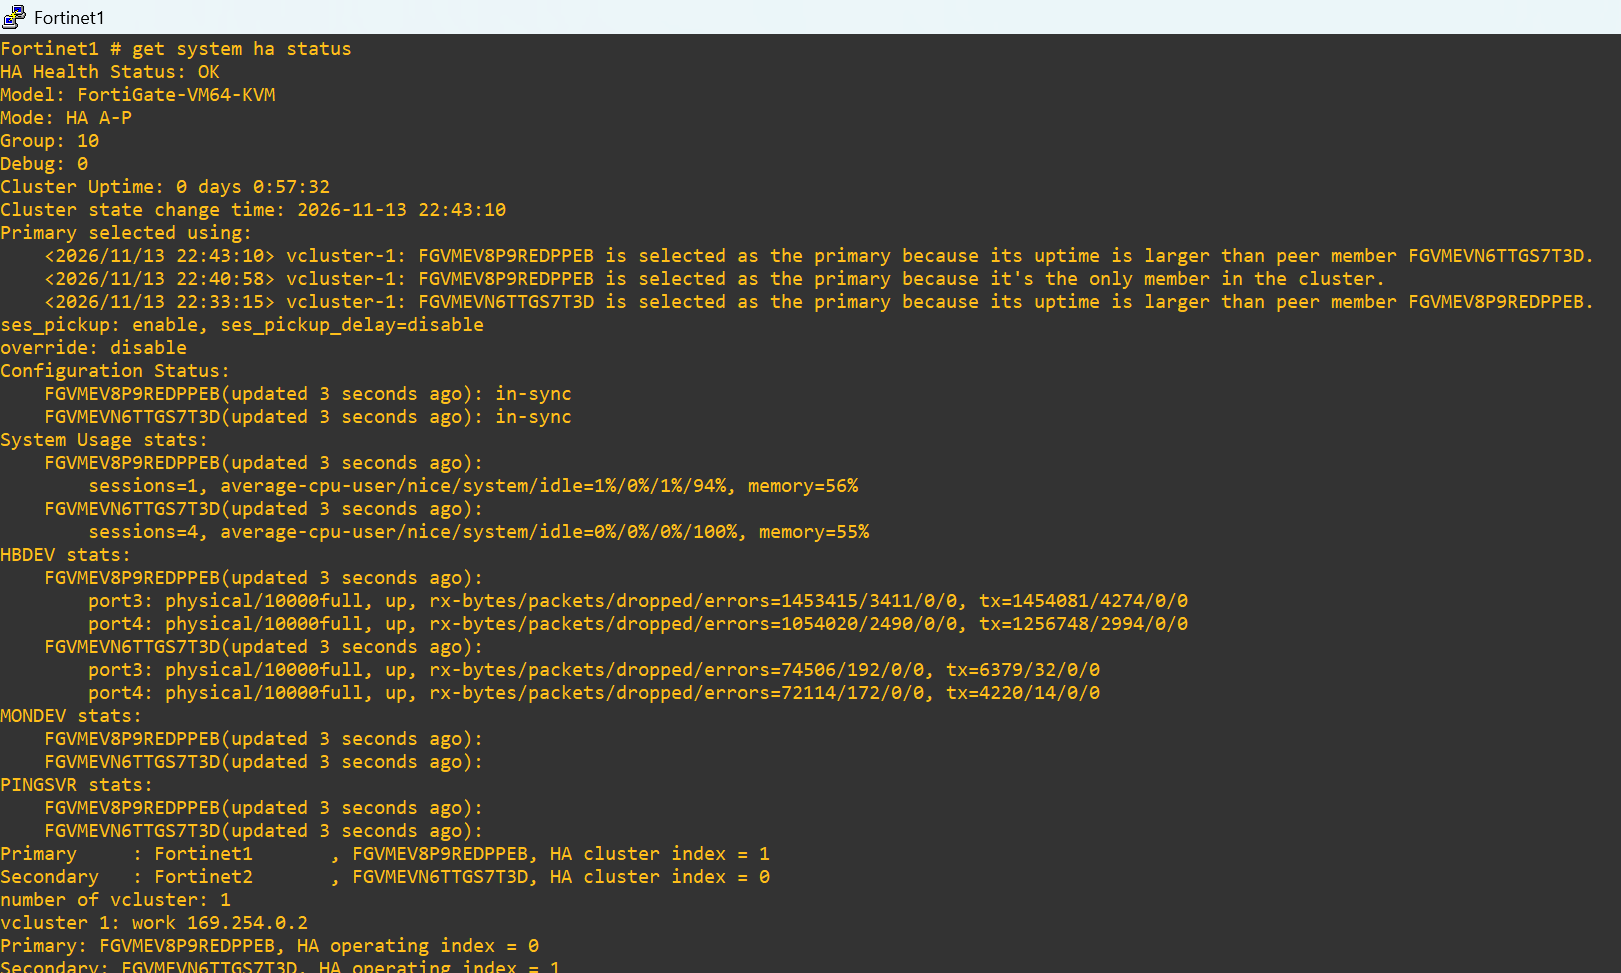 Fortinet1
Fortinet1 # get system ha status
HA Health Status: OK
Model: FortiGate-VM64-KVM
Mode: HA A-P
Group: 10
Debug: 0
Cluster Uptime: 0 days 0:57:32
Cluster state change time: 2026-11-13 22:43:10
Primary selected using:
    <2026/11/13 22:43:10> vcluster-1: FGVMEV8P9REDPPEB is selected as the primary because its uptime is larger than peer member FGVMEVN6TTGS7T3D.
    <2026/11/13 22:40:58> vcluster-1: FGVMEV8P9REDPPEB is selected as the primary because it's the only member in the cluster.
    <2026/11/13 22:33:15> vcluster-1: FGVMEVN6TTGS7T3D is selected as the primary because its uptime is larger than peer member FGVMEV8P9REDPPEB.
ses_pickup: enable, ses_pickup_delay=disable
override: disable
Configuration Status:
    FGVMEV8P9REDPPEB(updated 3 seconds ago): in-sync
    FGVMEVN6TTGS7T3D(updated 3 seconds ago): in-sync
System Usage stats:
    FGVMEV8P9REDPPEB(updated 3 seconds ago):
        sessions=1, average-cpu-user/nice/system/idle=1%/0%/1%/94%, memory=56%
    FGVMEVN6TTGS7T3D(updated 3 seconds ago):
        sessions=4, average-cpu-user/nice/system/idle=0%/0%/0%/100%, memory=55%
HBDEV stats:
    FGVMEV8P9REDPPEB(updated 3 seconds ago):
        port3: physical/10000full, up, rx-bytes/packets/dropped/errors=1453415/3411/0/0, tx=1454081/4274/0/0
        port4: physical/10000full, up, rx-bytes/packets/dropped/errors=1054020/2490/0/0, tx=1256748/2994/0/0
    FGVMEVN6TTGS7T3D(updated 3 seconds ago):
        port3: physical/10000full, up, rx-bytes/packets/dropped/errors=74506/192/0/0, tx=6379/32/0/0
        port4: physical/10000full, up, rx-bytes/packets/dropped/errors=72114/172/0/0, tx=4220/14/0/0
MONDEV stats:
    FGVMEV8P9REDPPEB(updated 3 seconds ago):
    FGVMEVN6TTGS7T3D(updated 3 seconds ago):
PINGSVR stats:
    FGVMEV8P9REDPPEB(updated 3 seconds ago):
    FGVMEVN6TTGS7T3D(updated 3 seconds ago):
Primary     : Fortinet1       , FGVMEV8P9REDPPEB, HA cluster index = 1
Secondary   : Fortinet2       , FGVMEVN6TTGS7T3D, HA cluster index = 0
number of vcluster: 1
vcluster 1: work 169.254.0.2
Primary: FGVMEV8P9REDPPEB, HA operating index = 0
Secondary: FGVMEVN6TTGS7T3D, HA operating index = 1